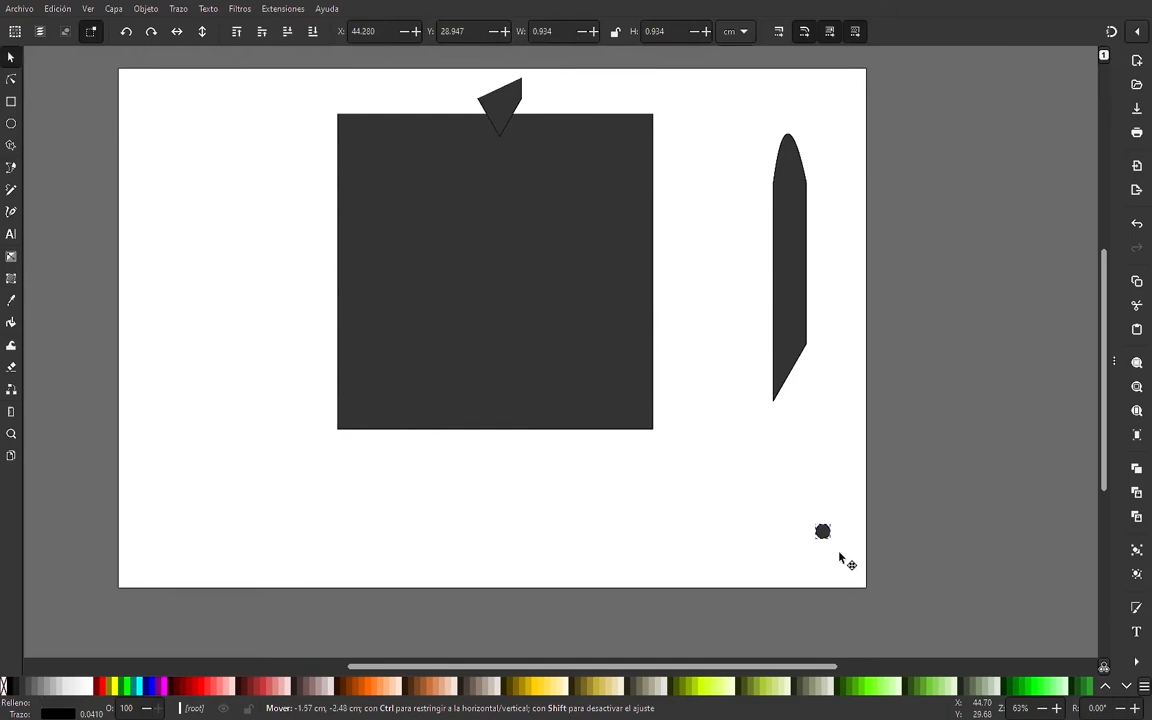 Archivo Edición Ver Capa Objeto Trazo Texto Filtros Extensiones Ayuda
X: 44.280 Y: 28.947 W: 0.934 H: 0.934 cm
1
Relleno: O: 100 [root] Mover: -1.57 cm, -2.48 cm; con Ctrl para restringir a la horizontal/vertical; con Shift para desactivar el ajuste X: 44.70 Z: 63% R: 0.00°
Trazo: 0.0410 Y: 29.68